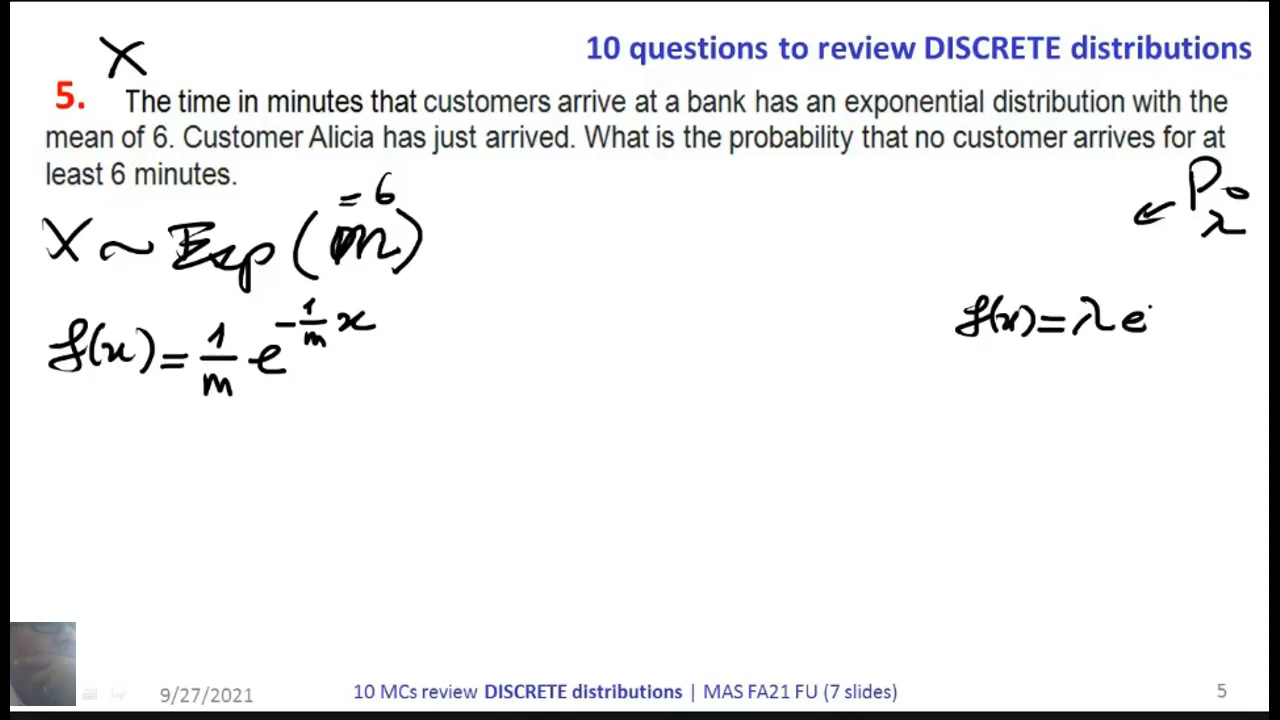 10 questions to review DISCRETE distributions
X
5. The time in minutes that customers arrive at a bank has an exponential distribution with the
mean of 6. Customer Alicia has just arrived. What is the probability that no customer arrives for at
least 6 minutes.
= 6
X ~ Exp (m)
Po
← λ
f(x) = 1/m e^{-1/m x}
f(x) = λ e
9/27/2021
10 MCs review DISCRETE distributions | MAS FA21 FU (7 slides)
5